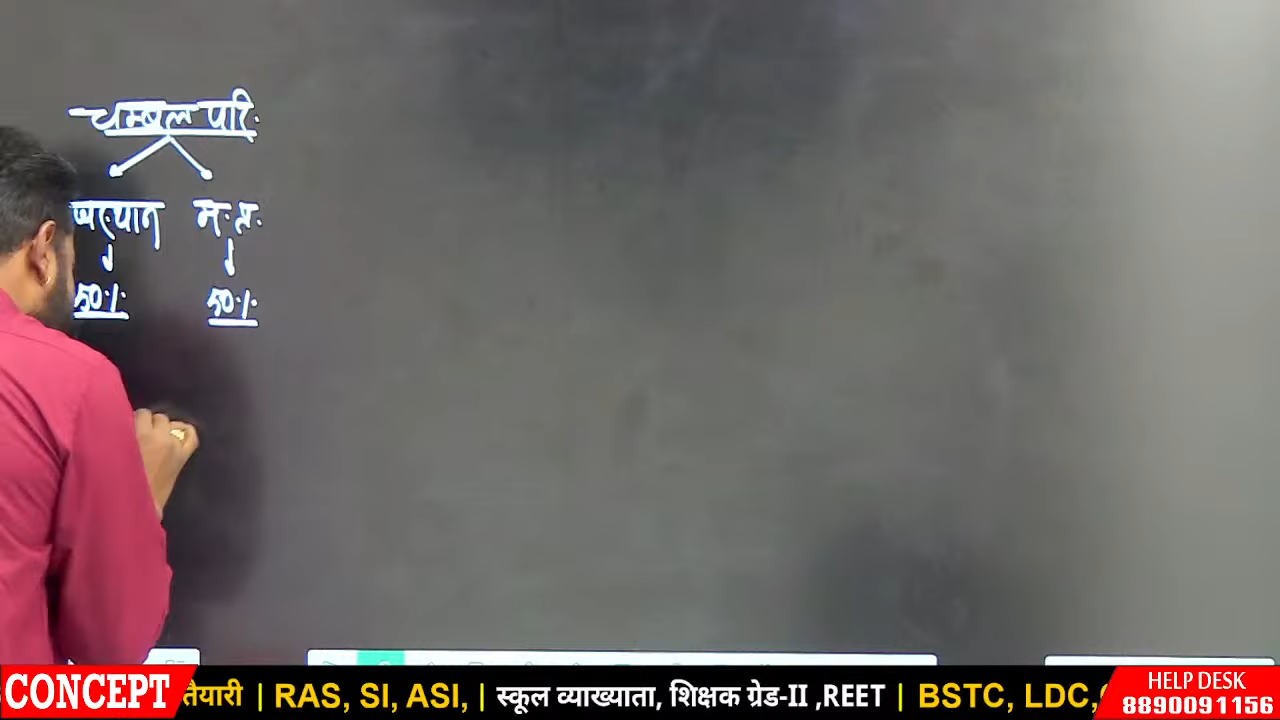 चम्बल परि.
राजस्थान म.प्र.
50% 50%
CONCEPT तैयारी | RAS, SI, ASI, | स्कूल व्याख्याता, शिक्षक ग्रेड-II ,REET | BSTC, LDC,
HELP DESK
8890091156